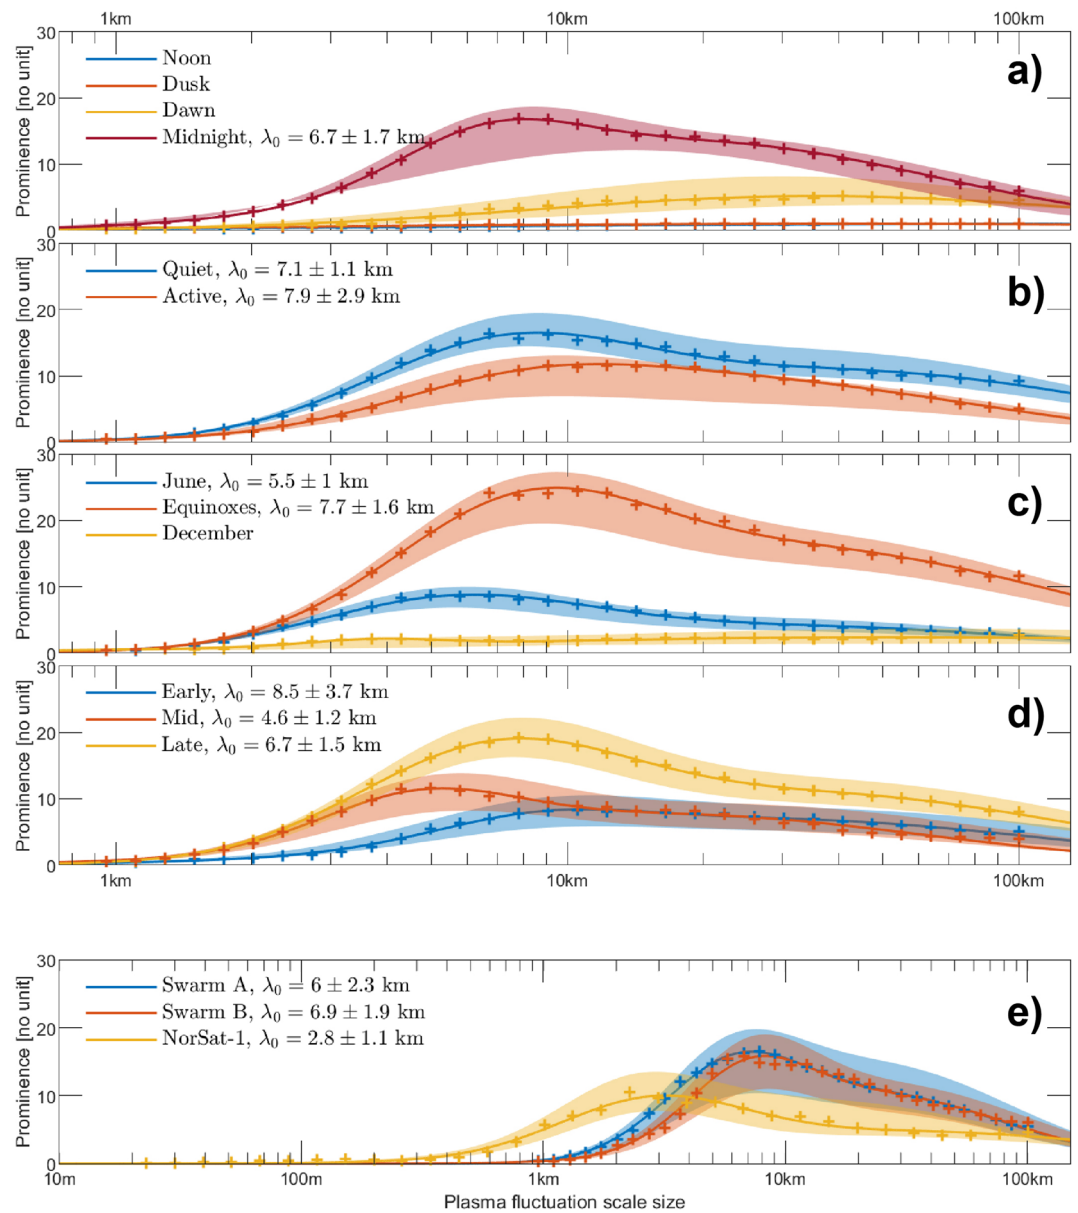 1km 10km 100km
Prominence [no unit]
30
20
10
0
Noon
Dusk
Dawn
Midnight, λ₀ = 6.7 ± 1.7 km
a)
Prominence [no unit]
30
20
10
0
Quiet, λ₀ = 7.1 ± 1.1 km
Active, λ₀ = 7.9 ± 2.9 km
b)
Prominence [no unit]
30
20
10
0
June, λ₀ = 5.5 ± 1 km
Equinoxes, λ₀ = 7.7 ± 1.6 km
December
c)
Prominence [no unit]
30
20
10
0
Early, λ₀ = 8.5 ± 3.7 km
Mid, λ₀ = 4.6 ± 1.2 km
Late, λ₀ = 6.7 ± 1.5 km
d)
1km 10km 100km
Prominence [no unit]
30
20
10
0
Swarm A, λ₀ = 6 ± 2.3 km
Swarm B, λ₀ = 6.9 ± 1.9 km
NorSat-1, λ₀ = 2.8 ± 1.1 km
e)
10m 100m 1km 10km 100km
Plasma fluctuation scale size